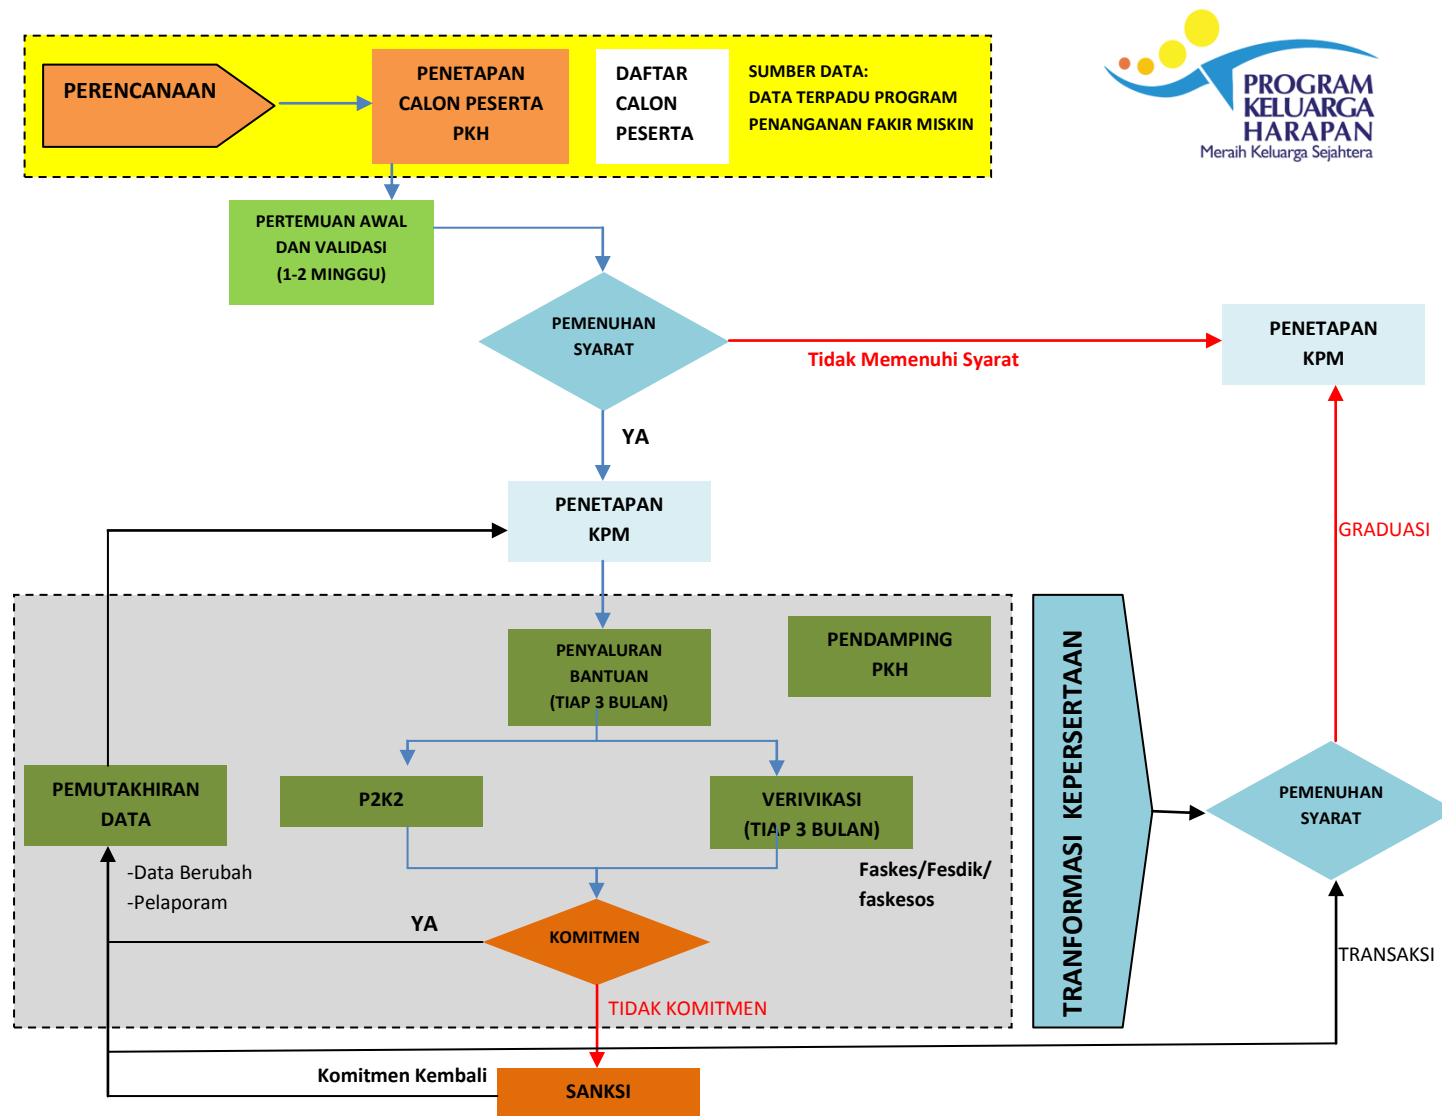 PERENCANAAN
PENETAPAN
CALON PESERTA
PKH
DAFTAR
CALON
PESERTA
SUMBER DATA:
DATA TERPADU PROGRAM
PENANGANAN FAKIR MISKIN
PROGRAM
KELUARGA
HARAPAN
Meraih Keluarga Sejahtera
PERTEMUAN AWAL
DAN VALIDASI
(1-2 MINGGU)
PEMENUHAN
SYARAT
Tidak Memenuhi Syarat
PENETAPAN
KPM
YA
PENETAPAN
KPM
GRADUASI
PENYALURAN
BANTUAN
(TIAP 3 BULAN)
PENDAMPING
PKH
TRANFORMASI KEPERSERTAAN
PEMUTAKHIRAN
DATA
P2K2
VERIVIKASI
(TIAP 3 BULAN)
PEMENUHAN
SYARAT
-Data Berubah
-Pelaporam
Faskes/Fesdik/
faskesos
YA
KOMITMEN
TRANSAKSI
TIDAK KOMITMEN
Komitmen Kembali
SANKSI